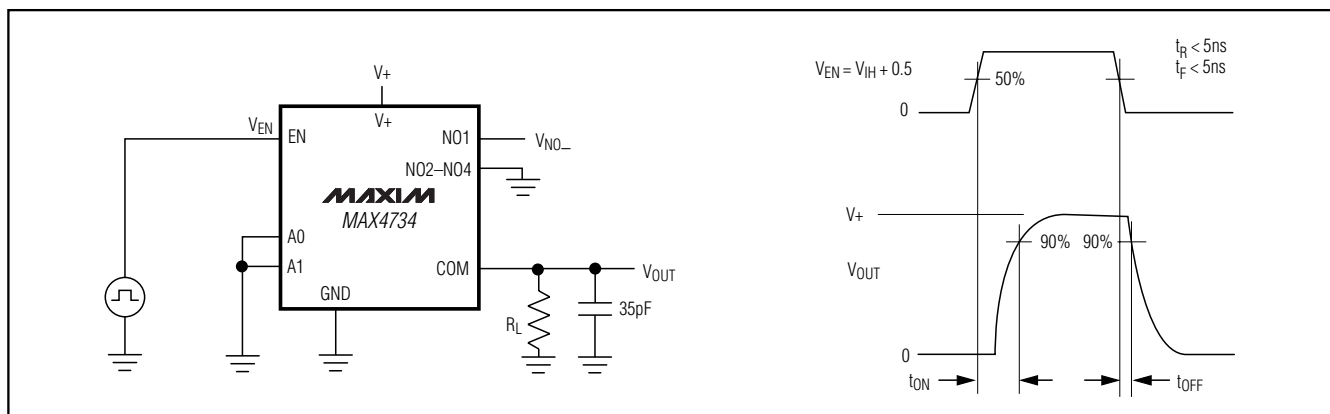 V+
V+
VEN
EN
NO1
VNO_
NO2–NO4
MAXIM
MAX4734
A0
A1
COM
VOUT
GND
RL
35pF
VEN = VIH + 0.5
50%
tR < 5ns
tF < 5ns
0
V+
90%
90%
VOUT
0
tON
tOFF